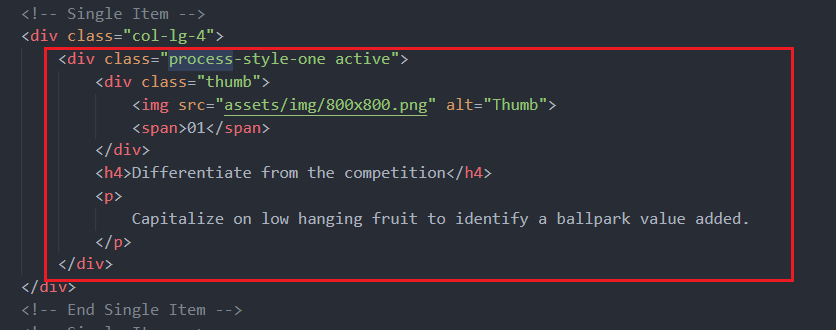 <!-- Single Item -->
<div class="col-lg-4">
<div class="process-style-one active">
<div class="thumb">
<img src="assets/img/800x800.png" alt="Thumb">
<span>01</span>
</div>
<h4>Differentiate from the competition</h4>
<p>
Capitalize on low hanging fruit to identify a ballpark value added.
</p>
</div>
</div>
<!-- End Single Item -->
<!-- Single Item -->